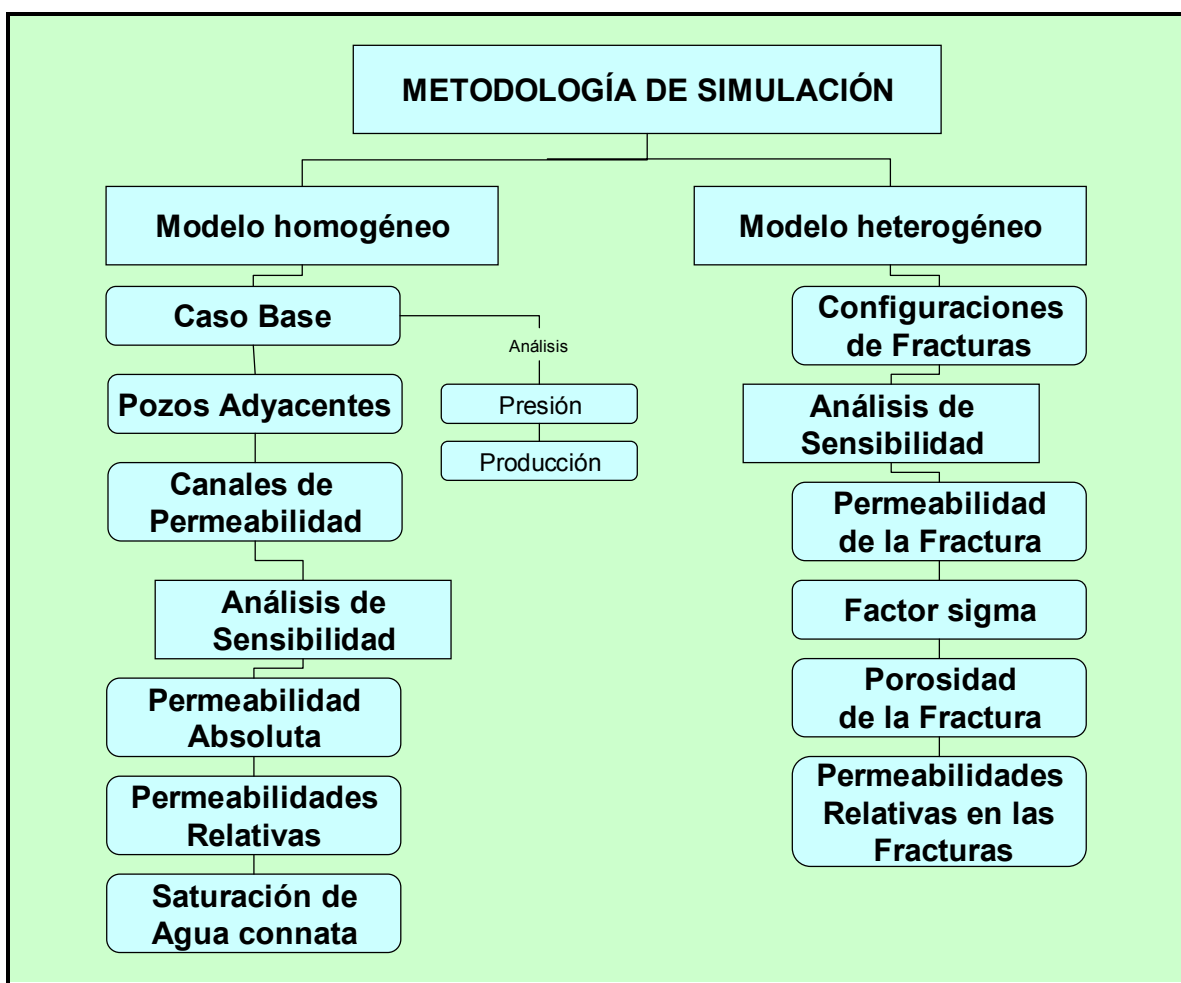 METODOLOGÍA DE SIMULACIÓN
Modelo homogéneo
Caso Base
Análisis
Presión
Producción
Pozos Adyacentes
Canales de
Permeabilidad
Análisis de
Sensibilidad
Permeabilidad
Absoluta
Permeabilidades
Relativas
Saturación de
Agua connata
Modelo heterogéneo
Configuraciones
de Fracturas
Análisis de
Sensibilidad
Permeabilidad
de la Fractura
Factor sigma
Porosidad
de la Fractura
Permeabilidades
Relativas en las
Fracturas